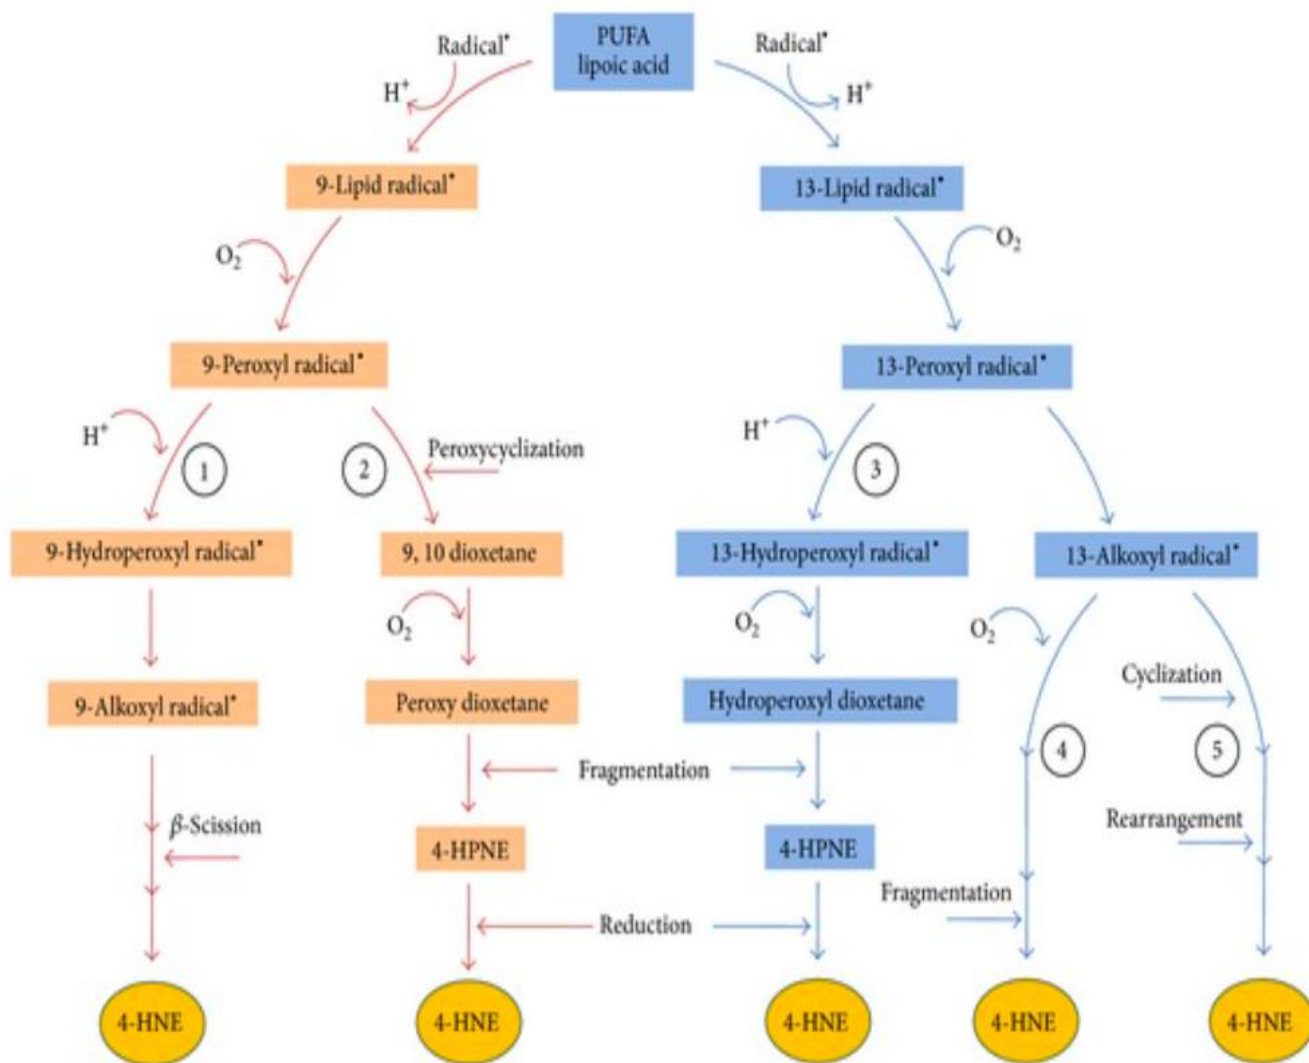 PUFA
lipoic acid
Radical•
Radical•
H+
H+
9-Lipid radical•
13-Lipid radical•
O2
O2
9-Peroxyl radical•
13-Peroxyl radical•
H+
1
2
Peroxycyclization
H+
3
9-Hydroperoxyl radical•
9, 10 dioxetane
13-Hydroperoxyl radical•
13-Alkoxyl radical•
O2
O2
O2
Cyclization
9-Alkoxyl radical•
Peroxy dioxetane
Hydroperoxyl dioxetane
4
5
Fragmentation
β-Scission
Rearrangement
4-HPNE
4-HPNE
Fragmentation
Reduction
4-HNE
4-HNE
4-HNE
4-HNE
4-HNE